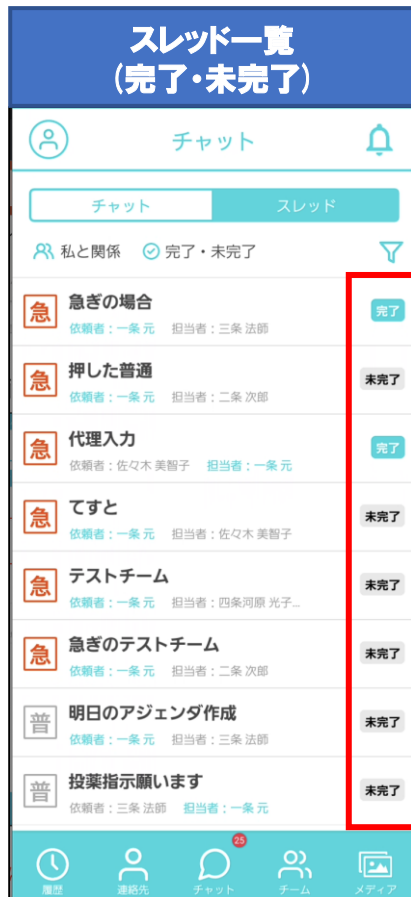 スレッド一覧
(完了・未完了)
チャット
チャット スレッド
私と関係 完了・未完了
急 急ぎの場合 完了
依頼者：一条 元 担当者：三条 法師
急 押した普通 未完了
依頼者：一条 元 担当者：二条 次郎
急 代理入力 完了
依頼者：佐々木 美智子 担当者：一条 元
急 てすと 未完了
依頼者：一条 元 担当者：佐々木 美智子
急 テストチーム 未完了
依頼者：一条 元 担当者：四条河原 光子...
急 急ぎのテストチーム 未完了
依頼者：一条 元 担当者：二条 次郎
普 明日のアジェンダ作成 未完了
依頼者：一条 元 担当者：三条 法師
普 投薬指示願います 未完了
依頼者：三条 法師 担当者：一条 元
25
履歴 連絡先 チャット チーム メディア